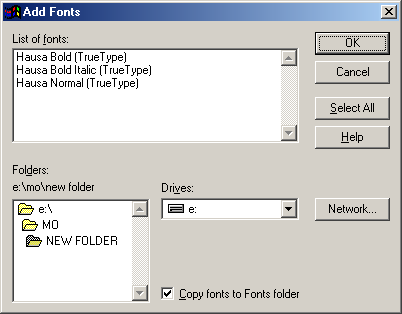 Add Fonts
List of fonts:
Hausa Bold (TrueType)
Hausa Bold Italic (TrueType)
Hausa Normal (TrueType)
OK
Cancel
Select All
Help
Folders:
e:\mo\new folder
e:\
MO
NEW FOLDER
Drives:
e:
Network...
Copy fonts to Fonts folder